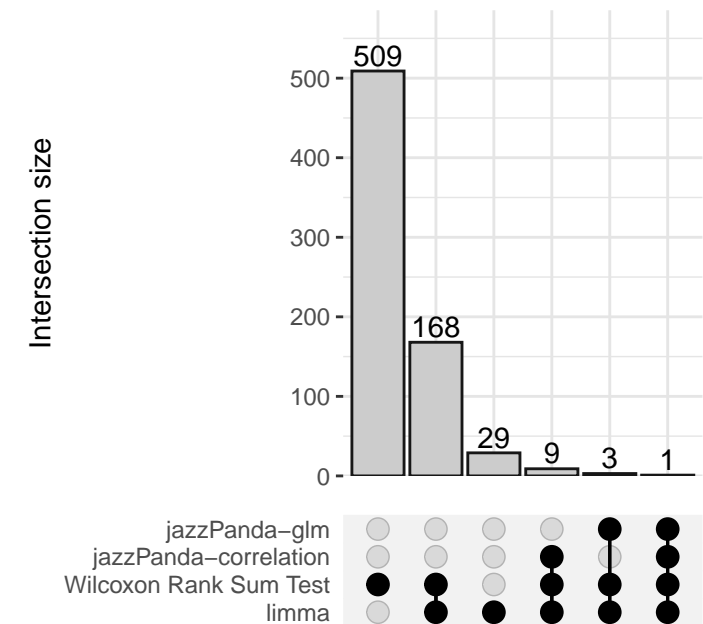 509
500
400
300
200
100
0
Intersection size
168
29
9
3
1
jazzPanda−glm
jazzPanda−correlation
Wilcoxon Rank Sum Test
limma